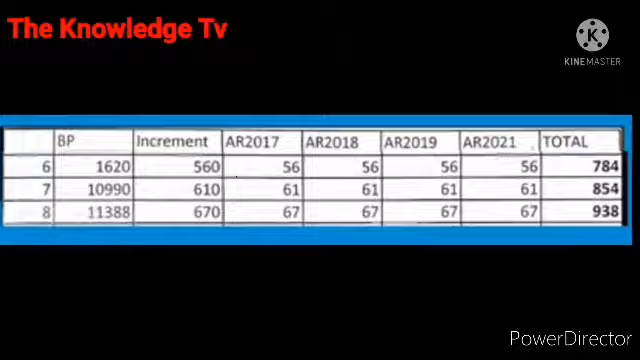 The Knowledge Tv
K
KINEMASTER
BP Increment AR2017 AR2018 AR2019 AR2021 TOTAL
6 1620 560 56 56 56 56 784
7 10990 610 61 61 61 61 854
8 11388 670 67 67 67 67 938
PowerDirector